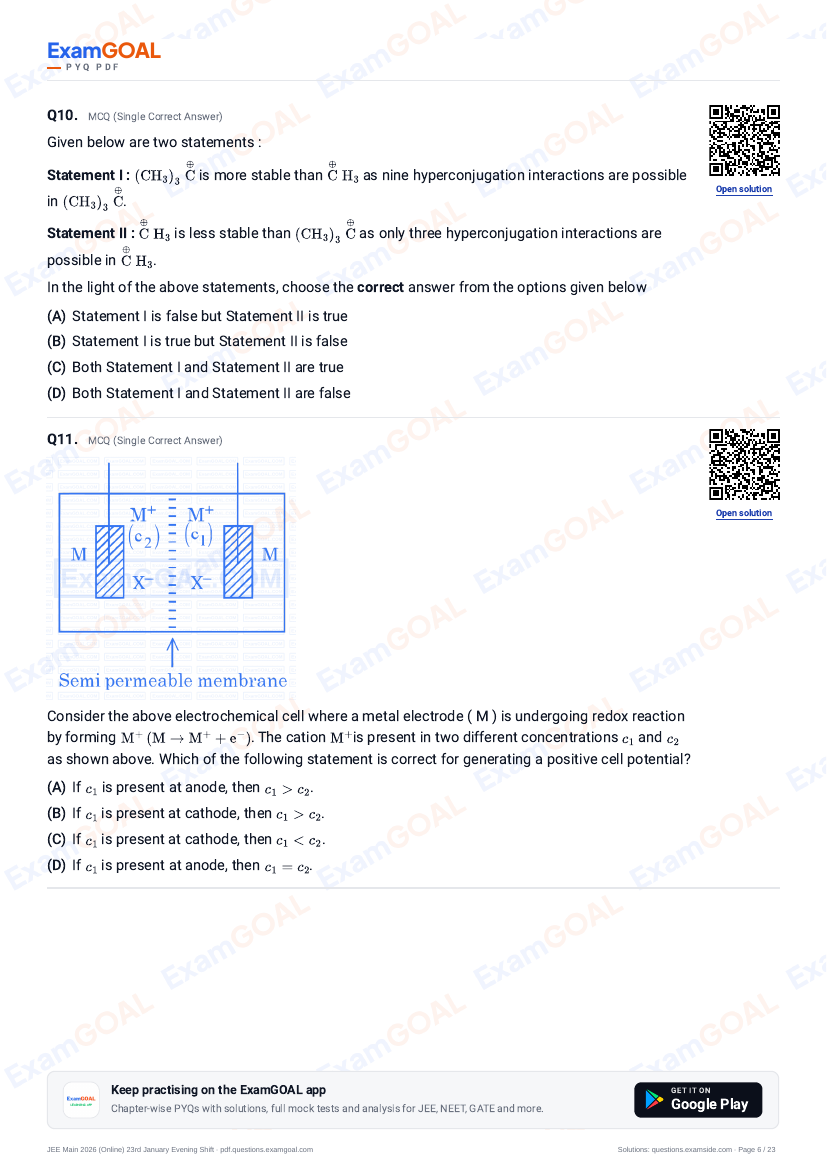 ExamGOAL
PYQ PDF
Q10. MCQ (Single Correct Answer)
Given below are two statements :
Open solution
Statement I : (CH₃)₃ C⊕ is more stable than C⊕ H₃ as nine hyperconjugation interactions are possible
in (CH₃)₃ C⊕.
Statement II : C⊕ H₃ is less stable than (CH₃)₃ C⊕ as only three hyperconjugation interactions are
possible in C⊕ H₃.
In the light of the above statements, choose the correct answer from the options given below
(A) Statement I is false but Statement II is true
(B) Statement I is true but Statement II is false
(C) Both Statement I and Statement II are true
(D) Both Statement I and Statement II are false
Q11. MCQ (Single Correct Answer)
Open solution
M⁺ M⁺
(c₂) (c₁)
M M
X⁻ X⁻
ExamGOAL.COM
Semi permeable membrane
Consider the above electrochemical cell where a metal electrode ( M ) is undergoing redox reaction
by forming M⁺ (M → M⁺ + e⁻). The cation M⁺is present in two different concentrations c₁ and c₂
as shown above. Which of the following statement is correct for generating a positive cell potential?
(A) If c₁ is present at anode, then c₁ > c₂.
(B) If c₁ is present at cathode, then c₁ > c₂.
(C) If c₁ is present at cathode, then c₁ < c₂.
(D) If c₁ is present at anode, then c₁ = c₂.
ExamGOAL
Keep practising on the ExamGOAL app
Chapter-wise PYQs with solutions, full mock tests and analysis for JEE, NEET, GATE and more.
GET IT ON
Google Play
JEE Main 2026 (Online) 23rd January Evening Shift · pdf.questions.examgoal.com
Solutions: questions.examside.com · Page 6 / 23